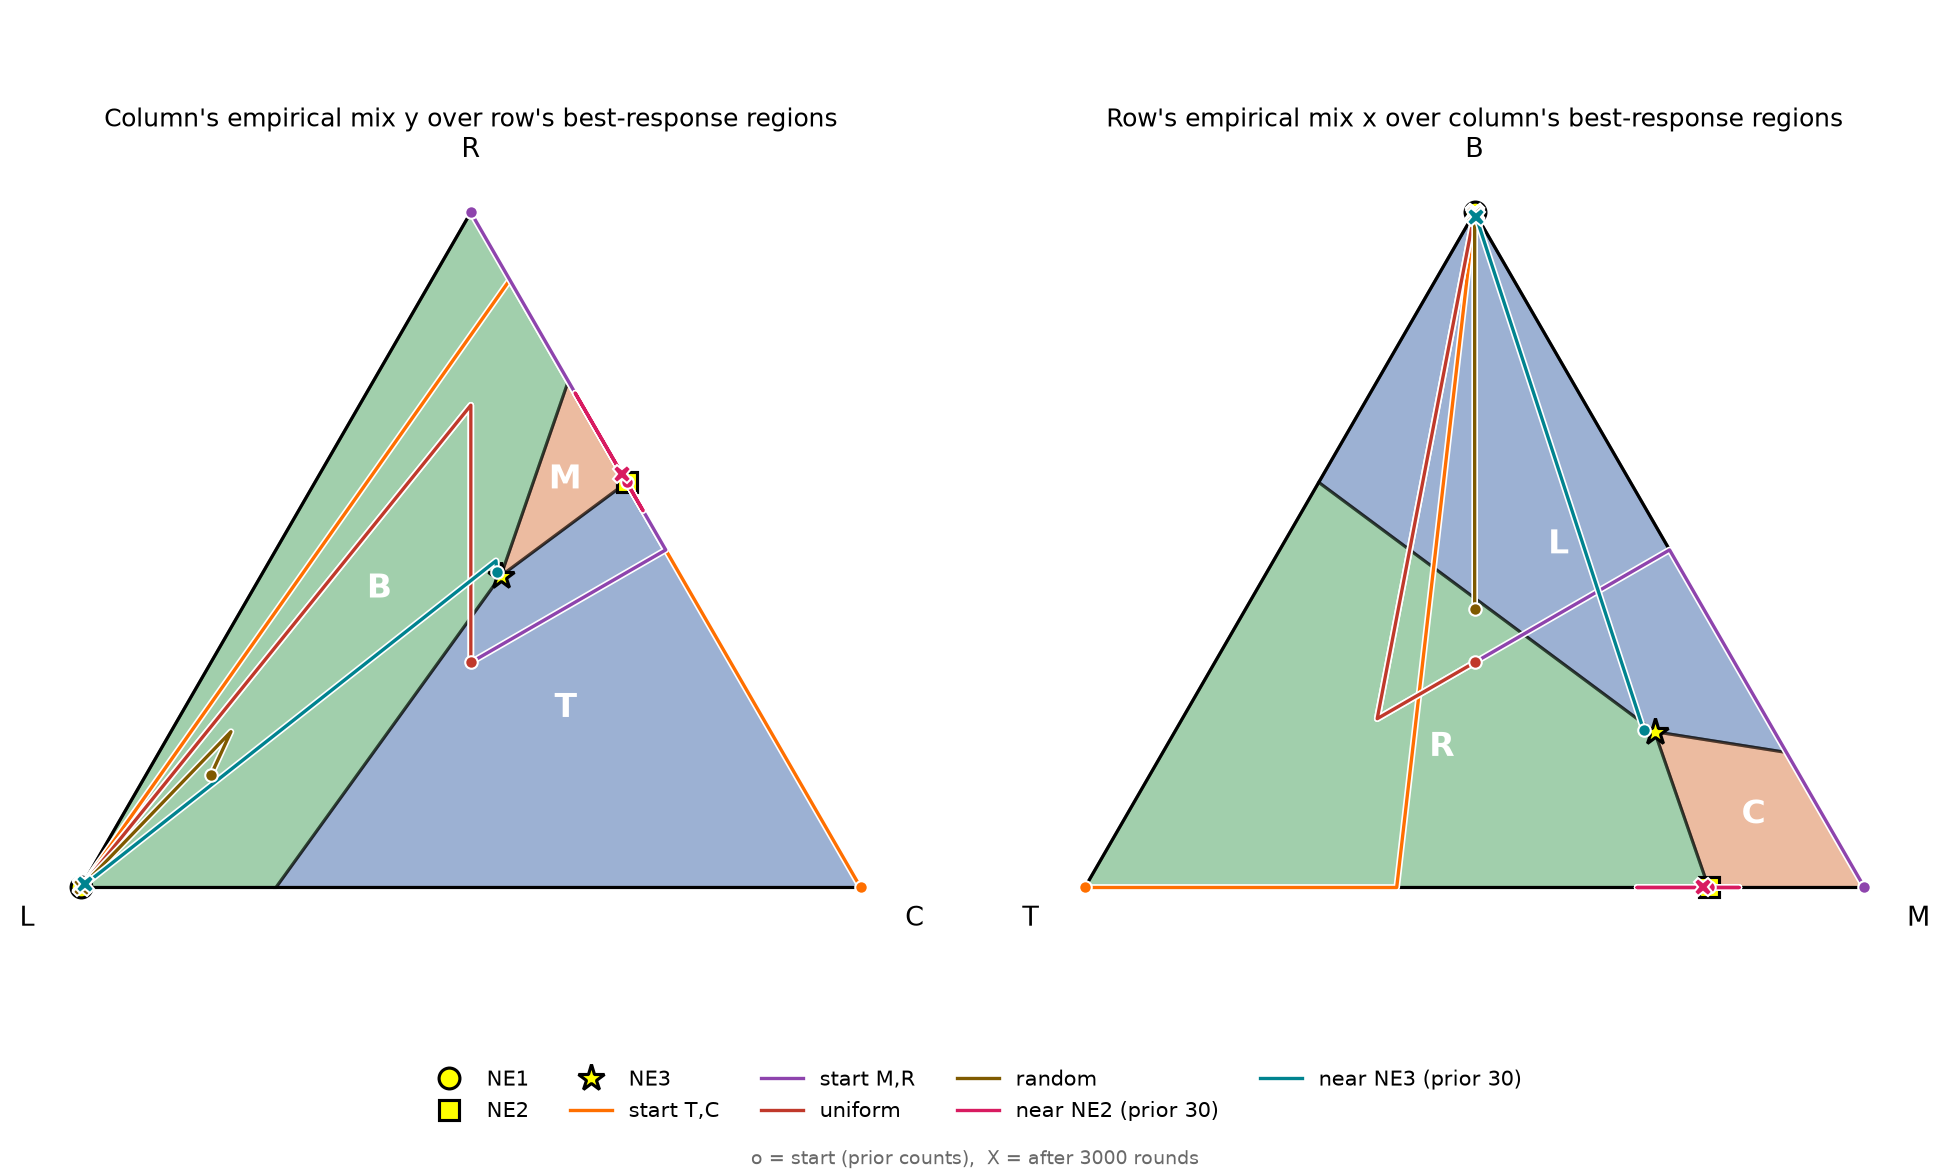 Column's empirical mix y over row's best-response regions
R
M
B
T
L
C
Row's empirical mix x over column's best-response regions
B
L
R
C
T
M
NE1
NE2
NE3
start T,C
start M,R
uniform
random
near NE2 (prior 30)
near NE3 (prior 30)
o = start (prior counts),  X = after 3000 rounds